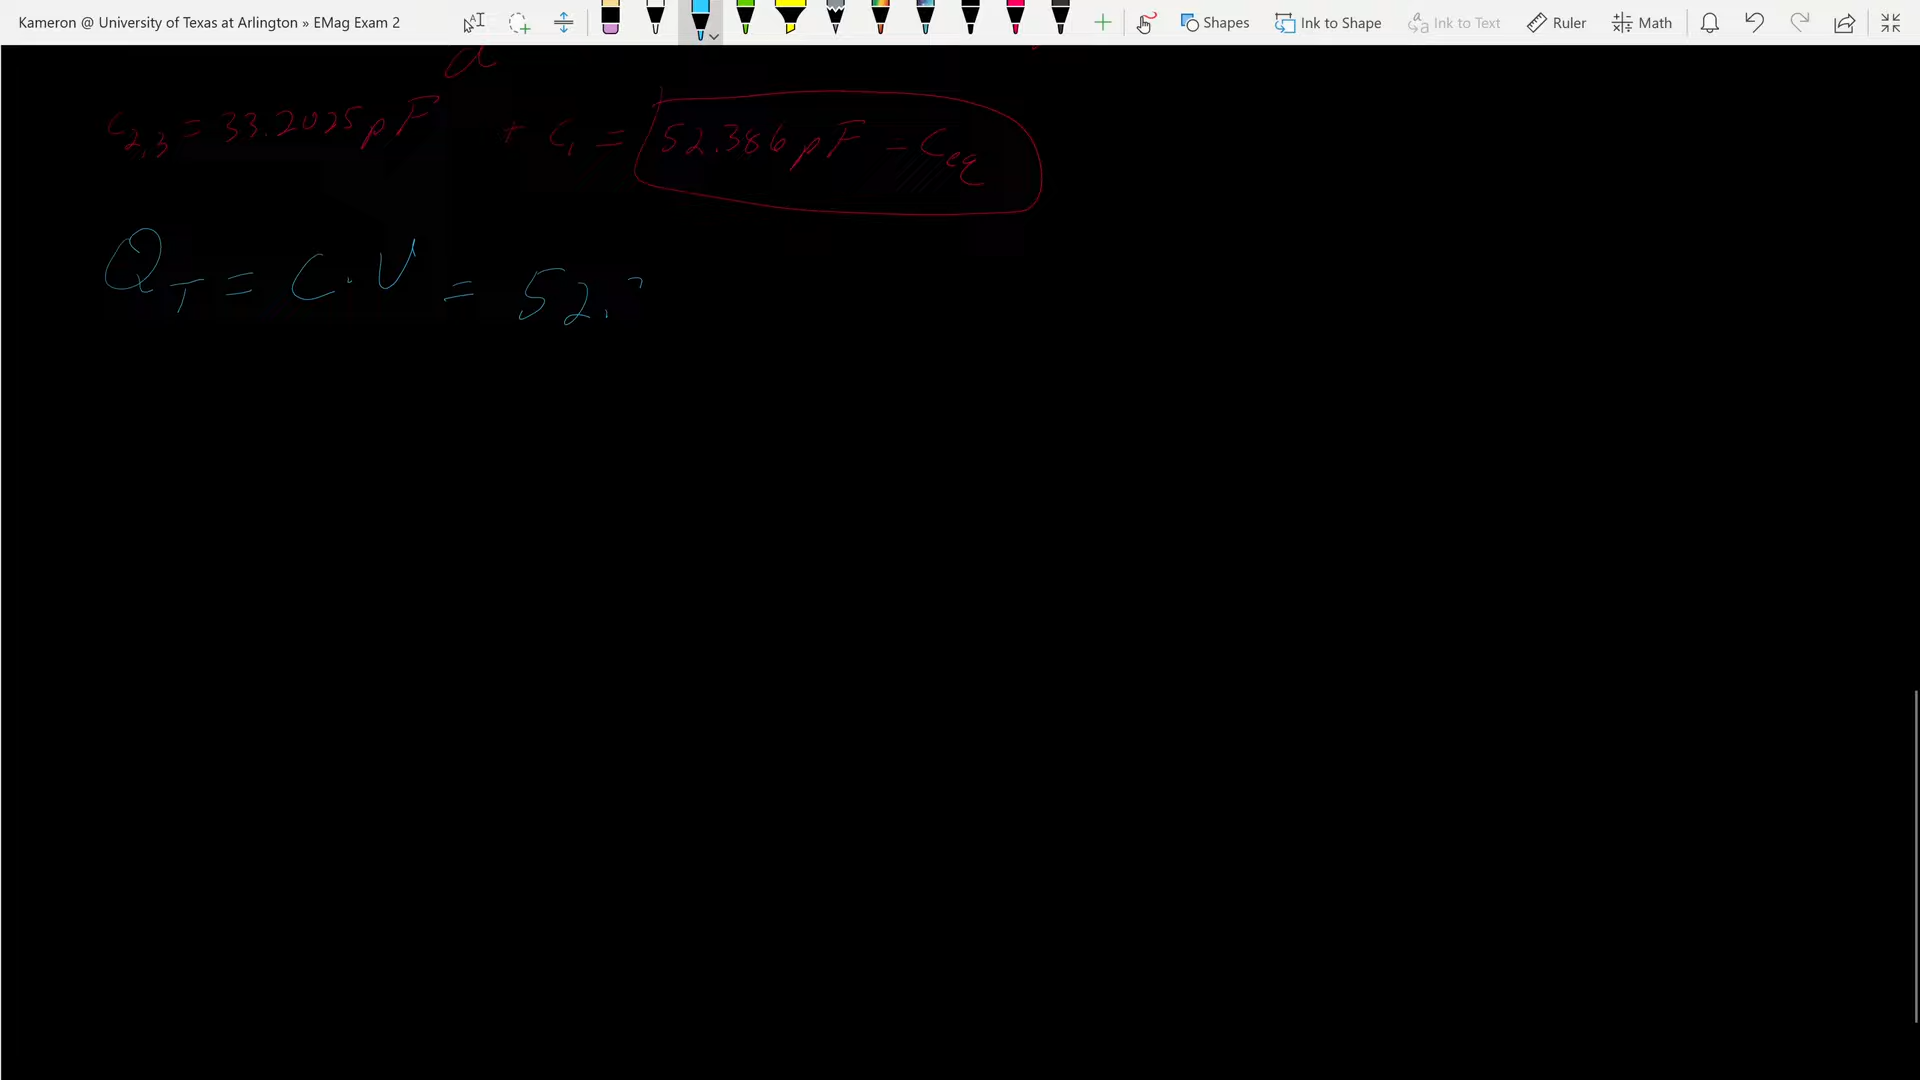 Kameron @ University of Texas at Arlington » EMag Exam 2 Shapes Ink to Shape Ink to Text Ruler Math
d
C2,3 = 33.2025 pF + C1 = 52.386 pF = Ceq
QT = C · V = 52.